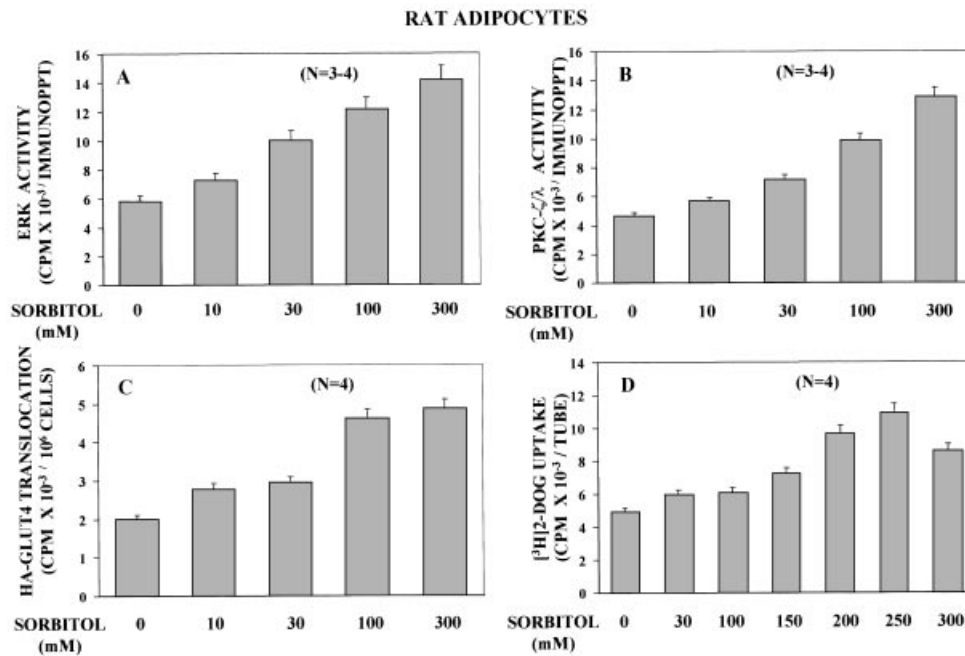 RAT ADIPOCYTES
A
(N=3-4)
ERK ACTIVITY
(CPM X 10⁻³ / IMMUNOPPT)
16
14
12
10
8
6
4
2
0
SORBITOL 0 10 30 100 300
(mM)
B
(N=3-4)
PKC-ζ/λ ACTIVITY
(CPM X 10⁻³ / IMMUNOPPT)
16
14
12
10
8
6
4
2
0
SORBITOL 0 10 30 100 300
(mM)
C
(N=4)
HA-GLUT4 TRANSLOCATION
(CPM X 10⁻³ / 10⁶ CELLS)
6
5
4
3
2
1
0
SORBITOL 0 10 30 100 300
(mM)
D
(N=4)
[³H]2-DOG UPTAKE
(CPM X 10⁻³ / TUBE)
14
12
10
8
6
4
2
0
SORBITOL 0 30 100 150 200 250 300
(mM)